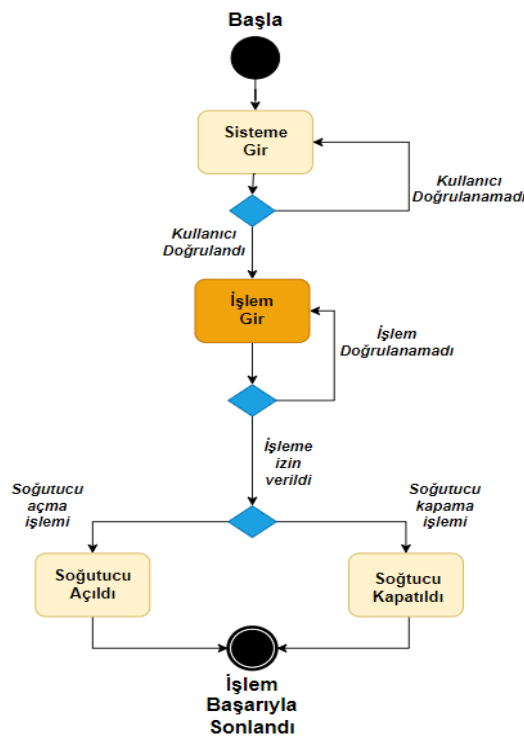 Başla
Sisteme
Gir
Kullanıcı
Doğrulanamadı
Kullanıcı
Doğrulandı
İşlem
Gir
İşlem
Doğrulanamadı
İşleme
izin
verildi
Soğutucu
açma
işlemi
Soğutucu
kapama
işlemi
Soğutucu
Açıldı
Soğtucu
Kapatıldı
İşlem
Başarıyla
Sonlandı